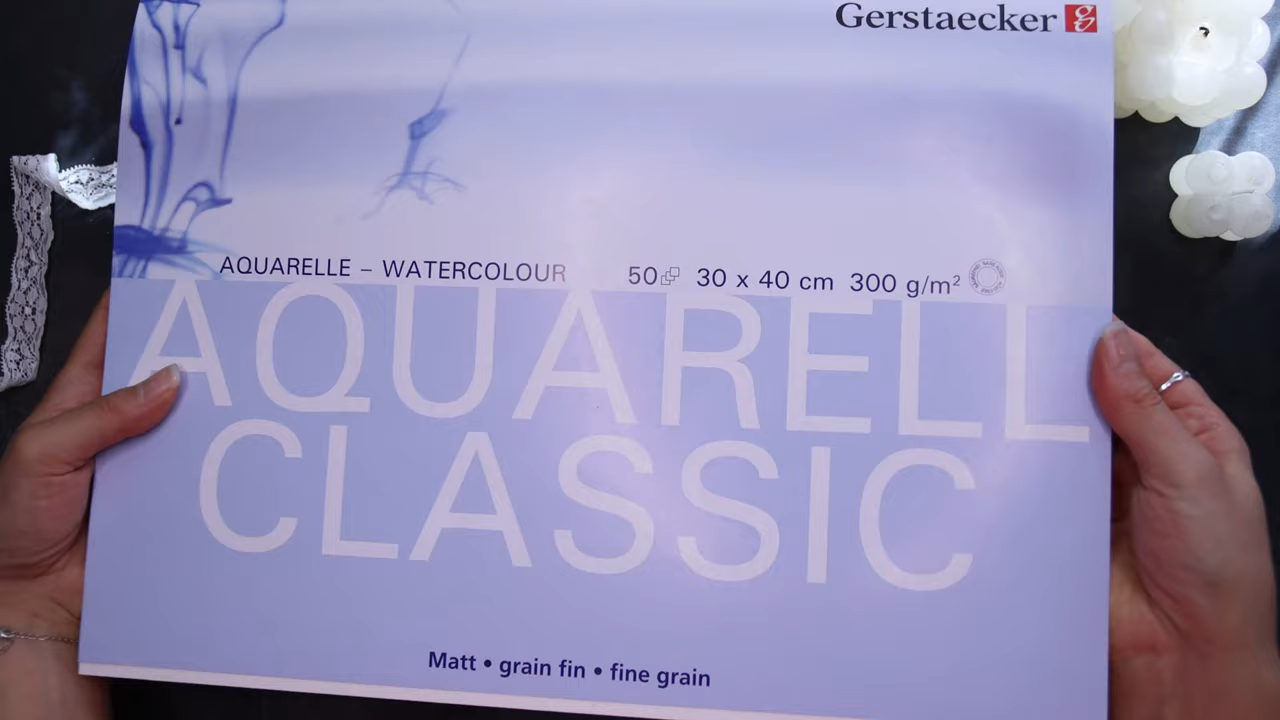 Gerstaecker
AQUARELLE – WATERCOLOUR 50 30 x 40 cm 300 g/m²
AQUARELL
CLASSIC
Matt • grain fin • fine grain